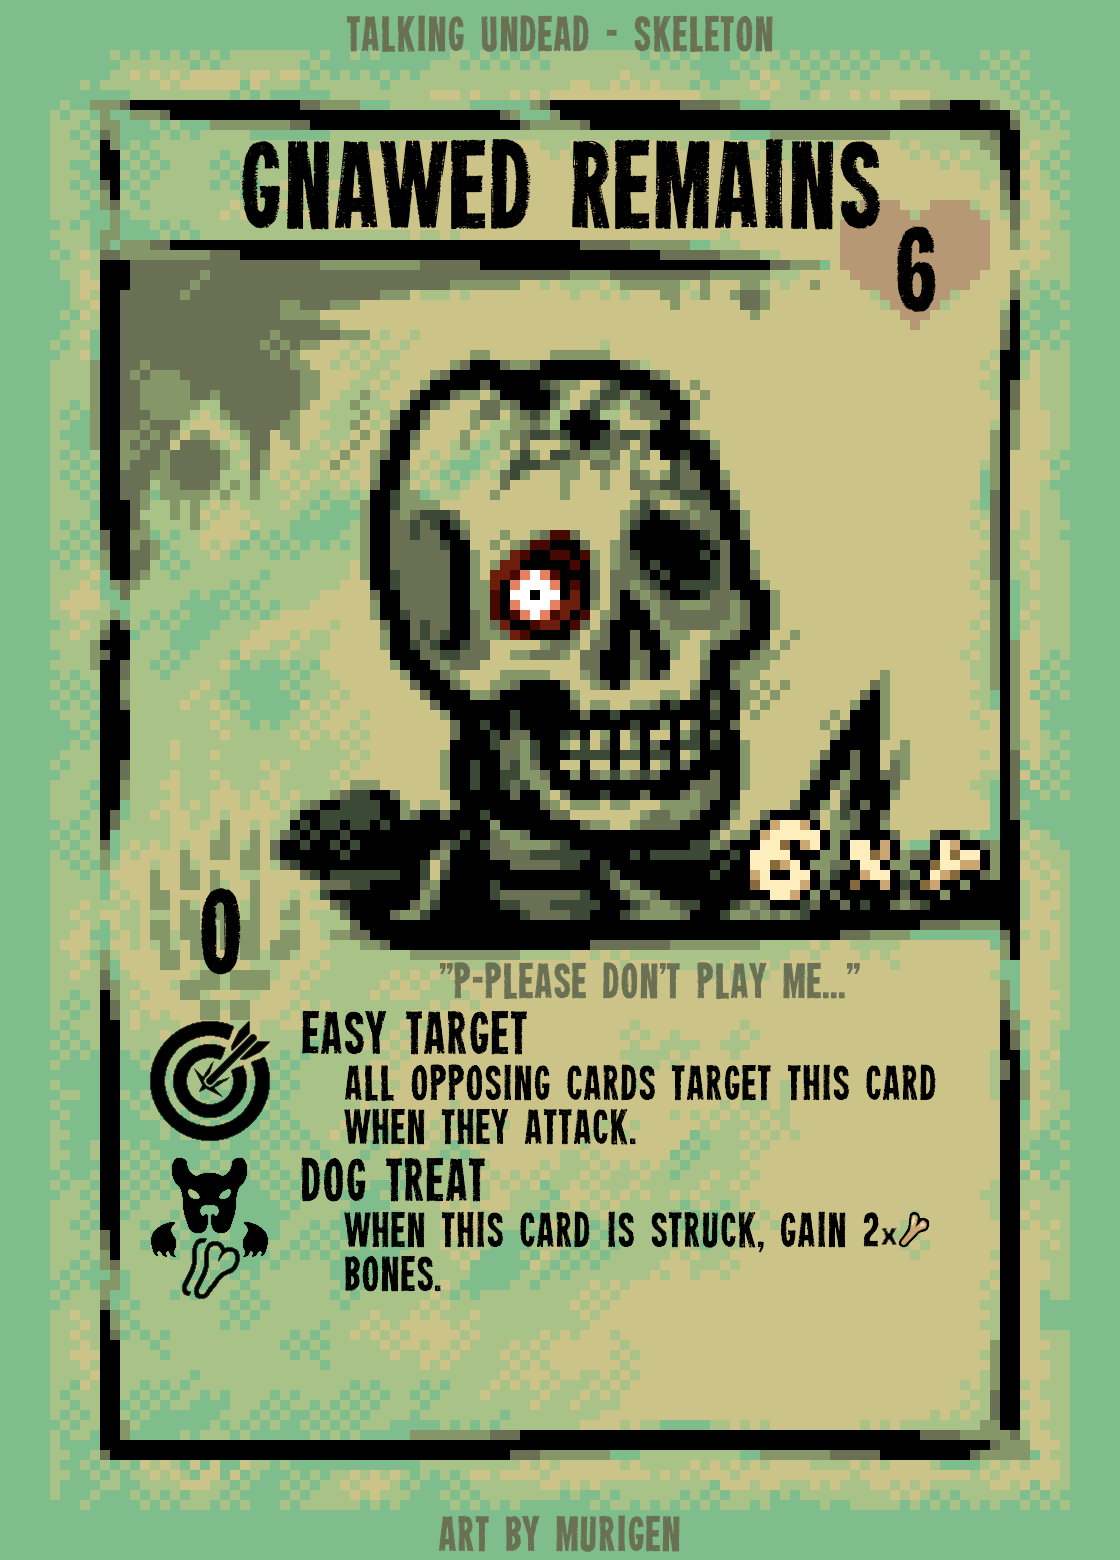 TALKING UNDEAD - SKELETON
GNAWED REMAINS
6
6 x
0
"P-PLEASE DON'T PLAY ME..."
EASY TARGET
ALL OPPOSING CARDS TARGET THIS CARD
WHEN THEY ATTACK.
DOG TREAT
WHEN THIS CARD IS STRUCK, GAIN 2x
BONES.
ART BY MURIGEN